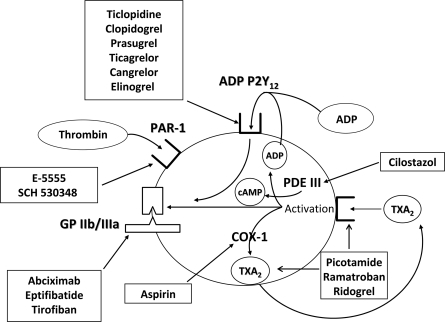 Ticlopidine
Clopidogrel
Prasugrel
Ticagrelor
Cangrelor
Elinogrel
ADP P2Y₁₂
ADP
Thrombin
PAR-1
ADP
E-5555
SCH 530348
cAMP
PDE III
Cilostazol
Activation
TXA₂
GP IIb/IIIa
COX-1
TXA₂
Abciximab
Eptifibatide
Tirofiban
Aspirin
Picotamide
Ramatroban
Ridogrel